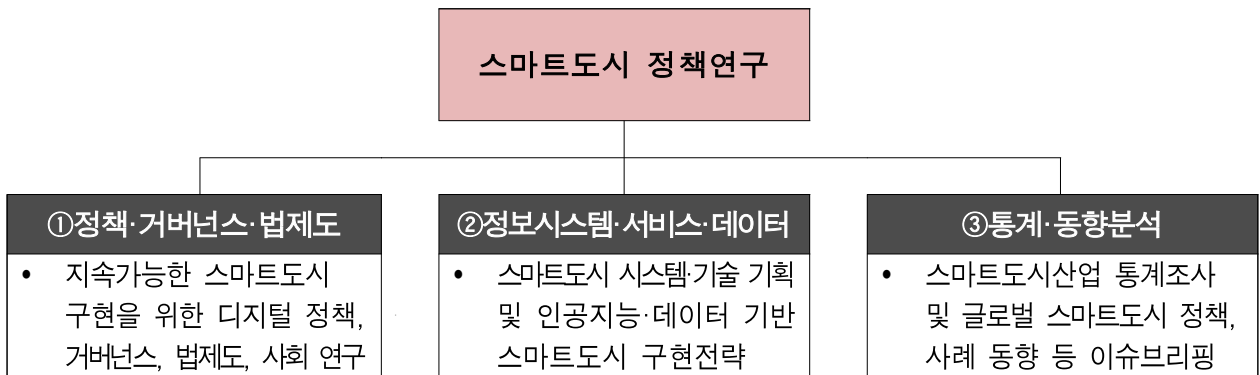 스마트도시 정책연구
①정책·거버넌스·법제도
• 지속가능한 스마트도시
구현을 위한 디지털 정책,
거버넌스, 법제도, 사회 연구
②정보시스템·서비스·데이터
• 스마트도시 시스템·기술 기획
및 인공지능·데이터 기반
스마트도시 구현전략
③통계·동향분석
• 스마트도시산업 통계조사
및 글로벌 스마트도시 정책,
사례 동향 등 이슈브리핑